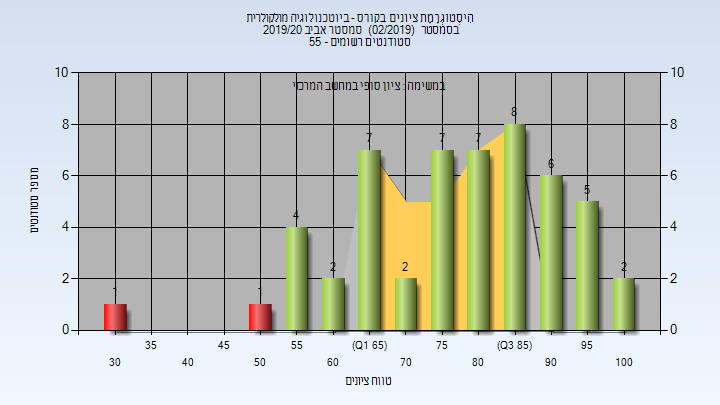 היסטוגרמת ציונים בקורס - ביוטכנולוגיה מולקולרית
בסמסטר (02/2019) סמסטר אביב 2019/20
סטודנטים רשומים - 55
במשימה : ציון סופי במחשב המרכזי
מספר סטודנטים
10 10
8 8
6 6
4 4
2 2
0 0
1 1 4 2 7 2 7 7 8 6 5 2
35 45 55 (Q1 65) 75 (Q3 85) 95
30 40 50 60 70 80 90 100
טווח ציונים